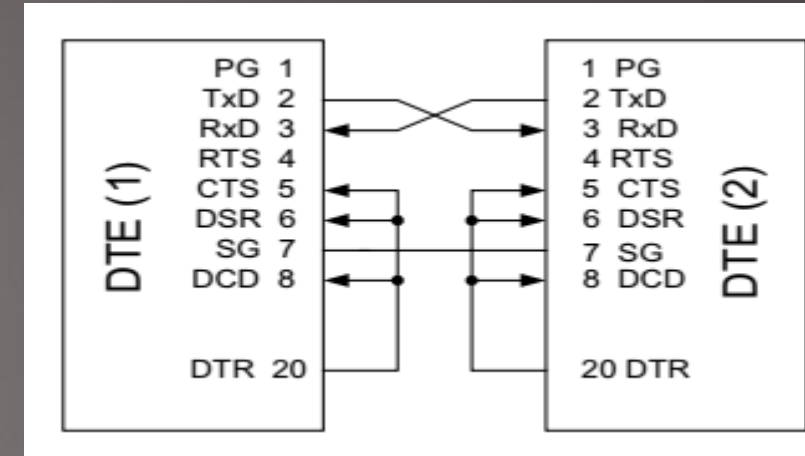 PG 1
TxD 2
RxD 3
RTS 4
CTS 5
DSR 6
SG 7
DCD 8
DTR 20
DTE (1)
1 PG
2 TxD
3 RxD
4 RTS
5 CTS
6 DSR
7 SG
8 DCD
20 DTR
DTE (2)